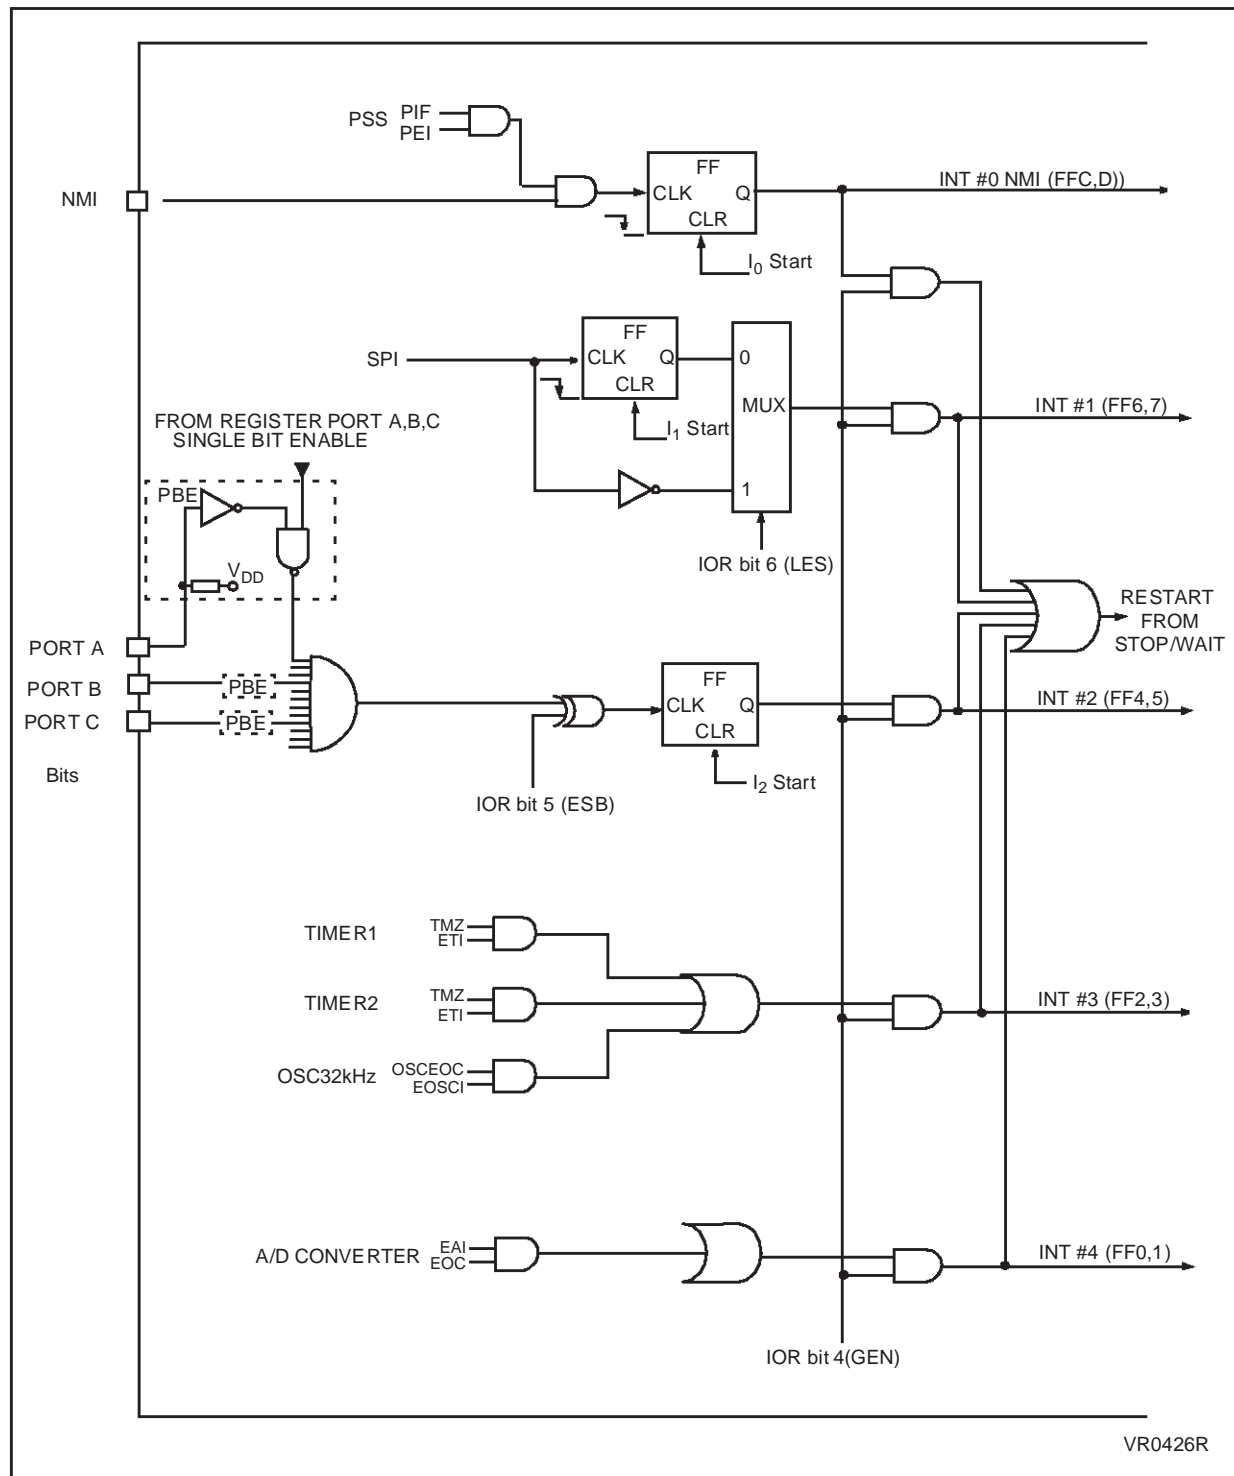 PSS PIF
PEI
NMI
FF
CLK Q
CLR
I0 Start
INT #0 NMI (FFC,D))
SPI
FF
CLK Q
CLR
I1 Start
0
MUX
1
IOR bit 6 (LES)
INT #1 (FF6,7)
FROM REGISTER PORT A,B,C
SINGLE BIT ENABLE
PBE
VDD
PORT A
PORT B
PBE
PORT C
PBE
Bits
IOR bit 5 (ESB)
FF
CLK Q
CLR
I2 Start
RESTART
FROM
STOP/WAIT
INT #2 (FF4,5)
TIMER1 TMZ
ETI
TIMER2 TMZ
ETI
OSC32kHz OSCEOC
EOSCI
INT #3 (FF2,3)
A/D CONVERTER EAI
EOC
INT #4 (FF0,1)
IOR bit 4(GEN)
VR0426R